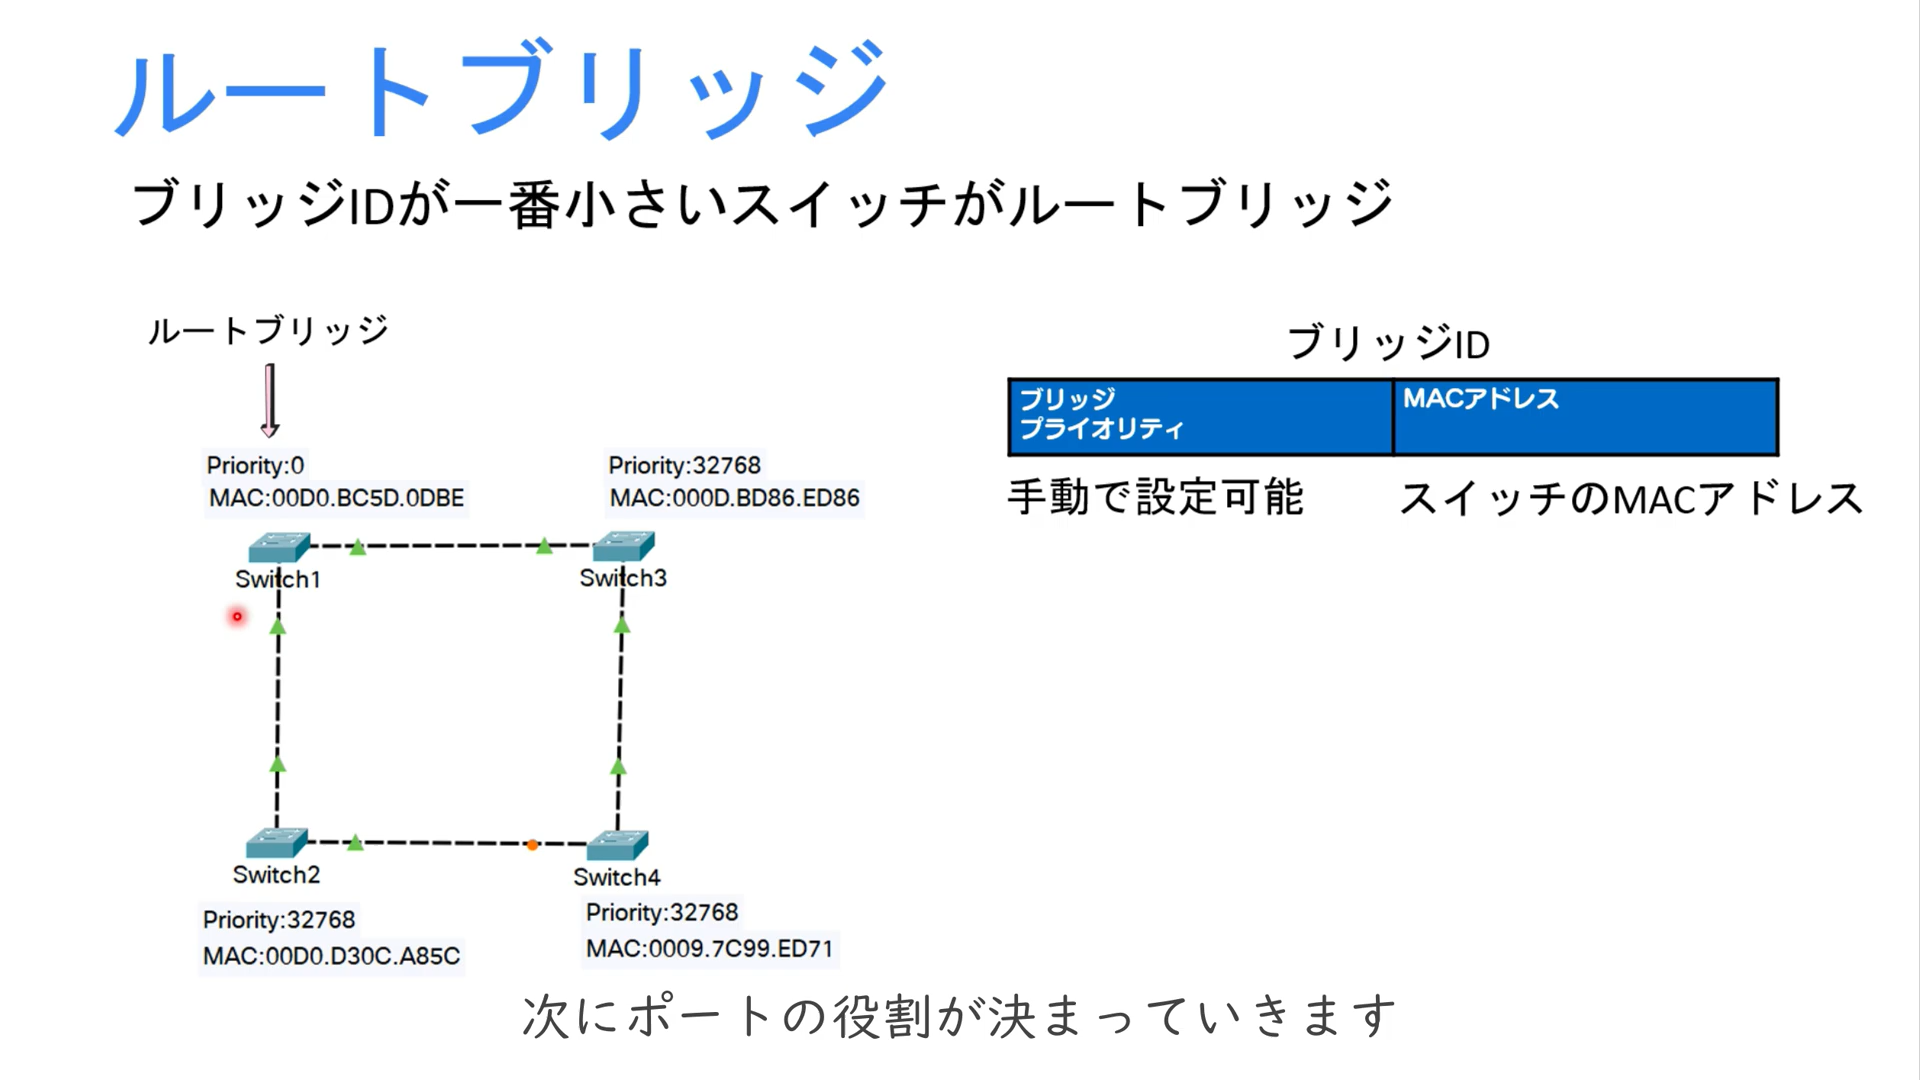 ルートブリッジ
ブリッジIDが一番小さいスイッチがルートブリッジ
ルートブリッジ
Priority:0
MAC:00D0.BC5D.0DBE
Switch1
Priority:32768
MAC:000D.BD86.ED86
Switch3
Switch2
Priority:32768
MAC:00D0.D30C.A85C
Switch4
Priority:32768
MAC:0009.7C99.ED71
ブリッジID
ブリッジ
プライオリティ
MACアドレス
手動で設定可能
スイッチのMACアドレス
次にポートの役割が決まっていきます